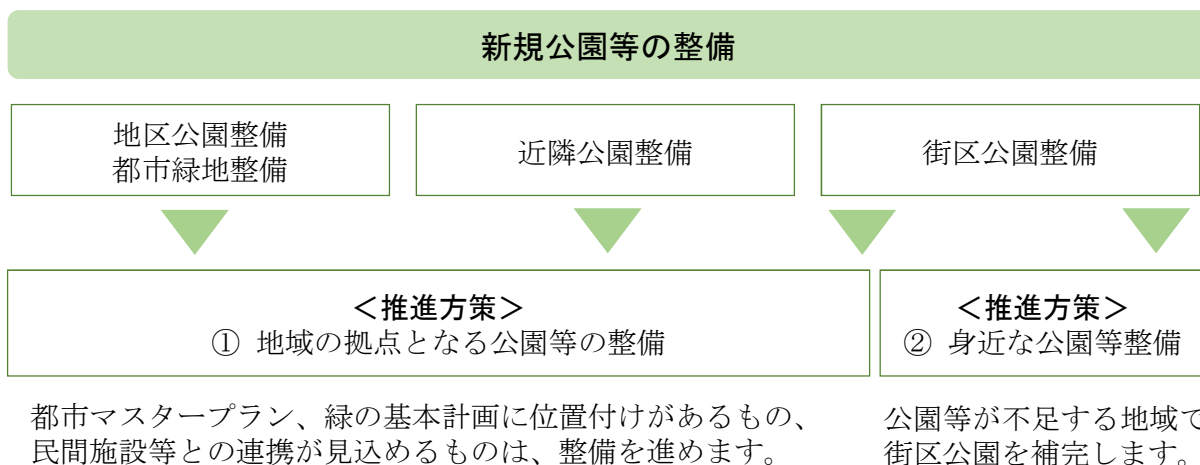 新規公園等の整備
地区公園整備
都市緑地整備
近隣公園整備
街区公園整備
＜推進方策＞
① 地域の拠点となる公園等の整備
＜推進方策＞
② 身近な公園等整備
都市マスタープラン、緑の基本計画に位置付けがあるもの、
民間施設等との連携が見込めるものは、整備を進めます。
公園等が不足する地域で
街区公園を補完します。